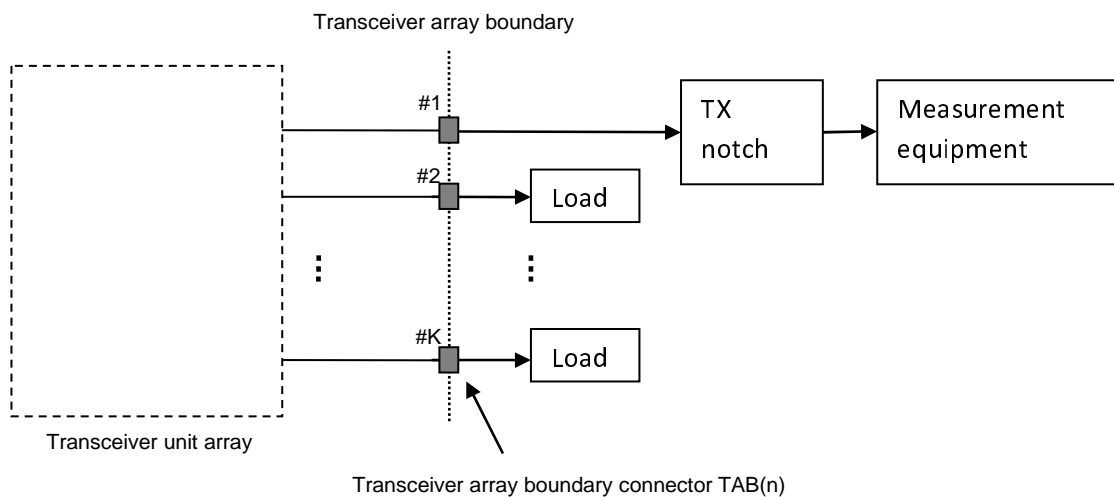 Transceiver array boundary
#1
TX
notch
Measurement
equipment
#2
Load
#K
Load
Transceiver unit array
Transceiver array boundary connector TAB(n)